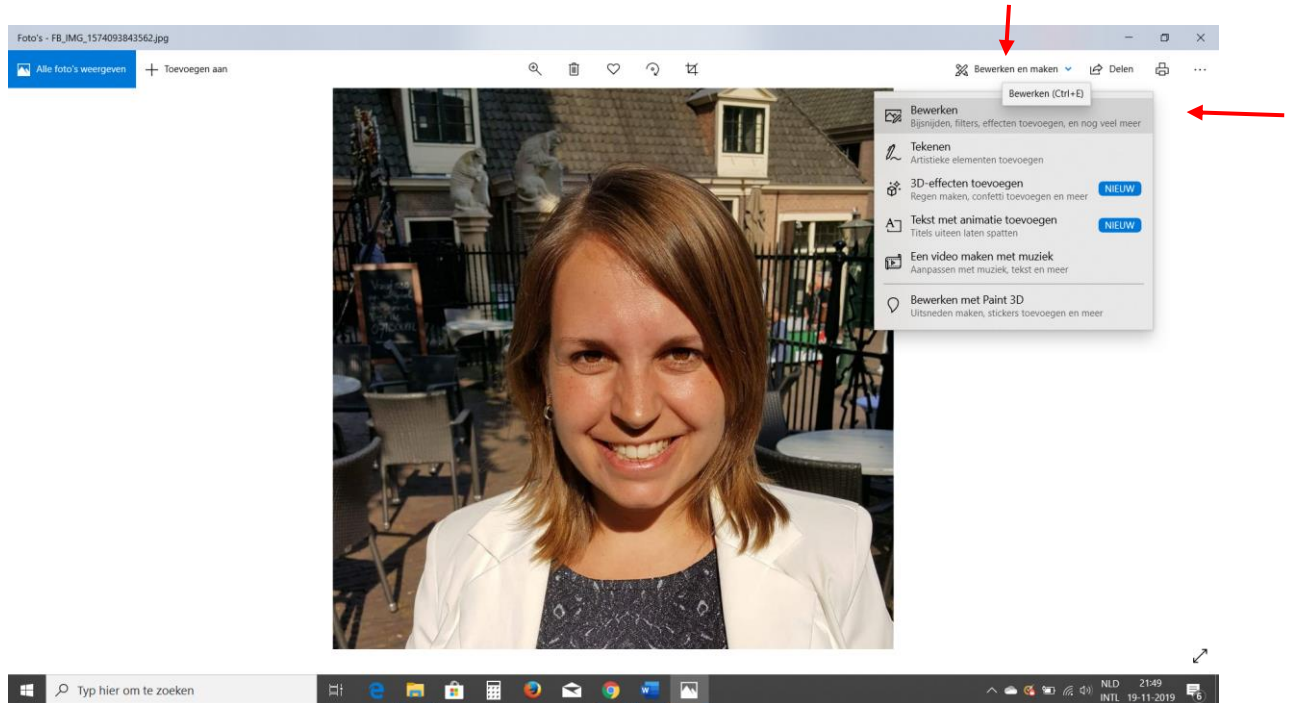 Foto's - FB_IMG_1574093843562.jpg
Alle foto's weergeven
Toevoegen aan
Bewerken en maken
Delen
Bewerken (Ctrl+E)
Bewerken
Bijsnijden, filters, effecten toevoegen, en nog veel meer
Tekenen
Artistieke elementen toevoegen
3D-effecten toevoegen
Regen maken, confetti toevoegen en meer
NIEUW
Tekst met animatie toevoegen
Titels uiteen laten spatten
NIEUW
Een video maken met muziek
Aanpassen met muziek, tekst en meer
Bewerken met Paint 3D
Uitsneden maken, stickers toevoegen en meer
Typ hier om te zoeken
NLD
INTL
21:49
19-11-2019
6